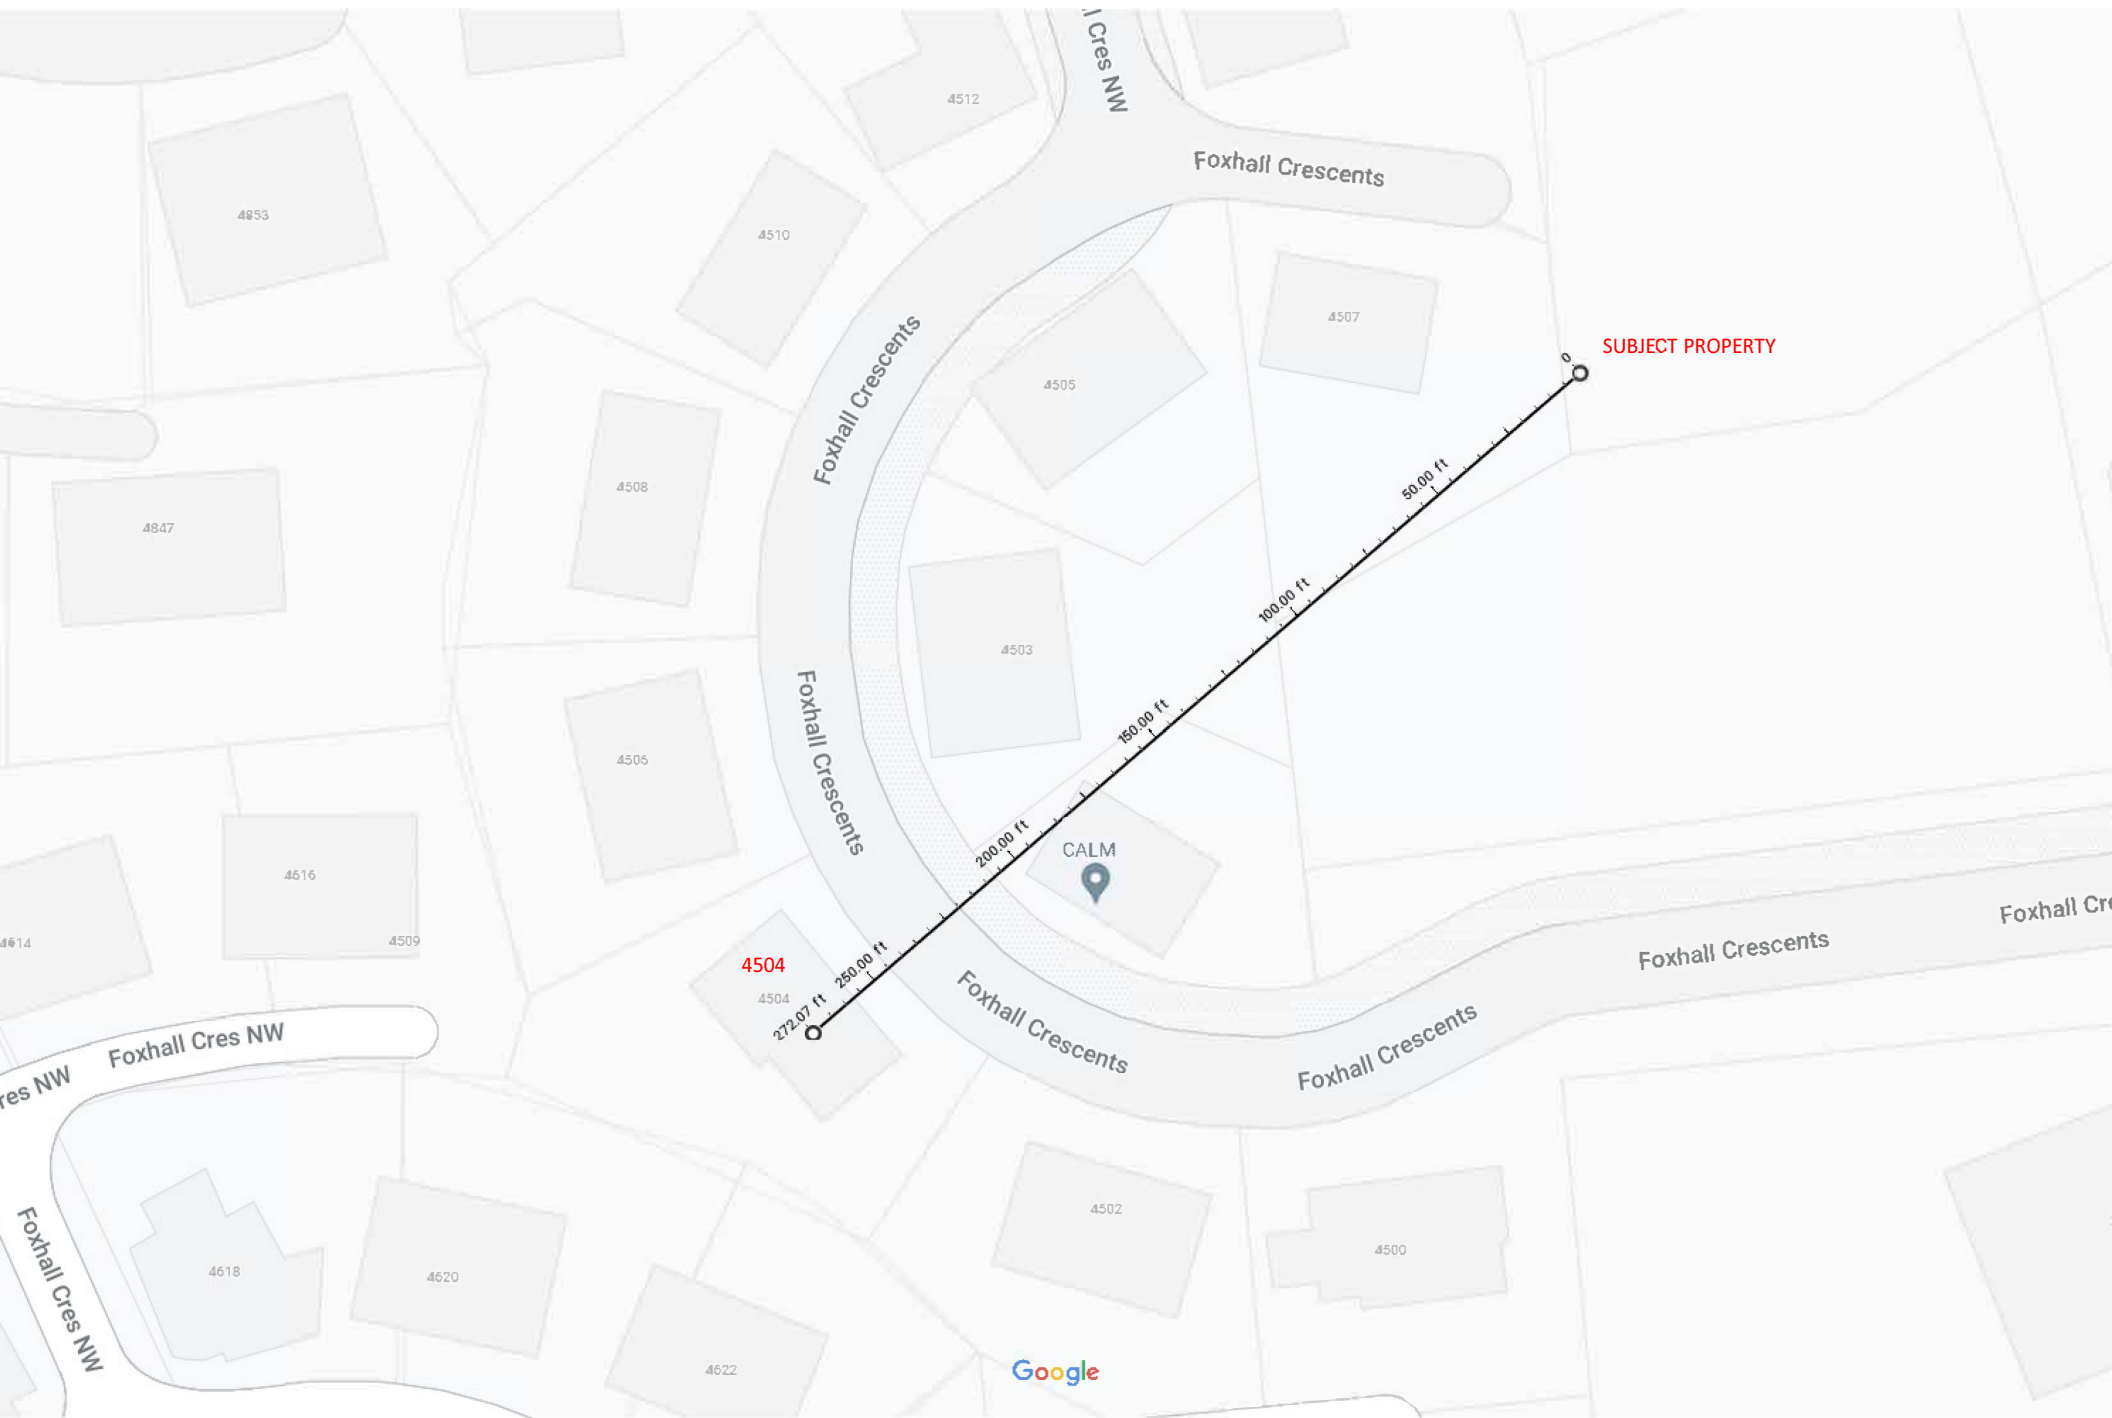 l Cres NW
4512
Foxhall Crescents
4853
4510
4507
SUBJECT PROPERTY
0
Foxhall Crescents
4505
50.00 ft
4508
4847
100.00 ft
4503
150.00 ft
Foxhall Crescents
4506
200.00 ft
CALM
4616
4614
4509
Foxhall Cre
Foxhall Crescents
250.00 ft
4504
4504
272.07 ft
Foxhall Crescents
Foxhall Crescents
Foxhall Cres NW
res NW
4502
4500
Foxhall Cres NW
4618
4620
4622
Google